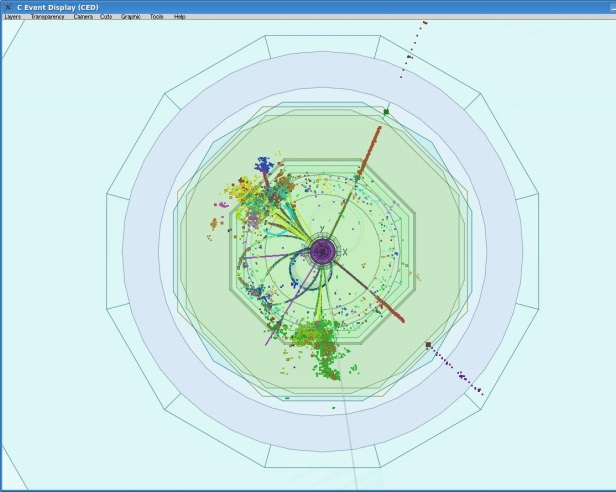 C Event Display (CED)
Layers Transparency Camera Cuts Graphic Tools Help
Y
X